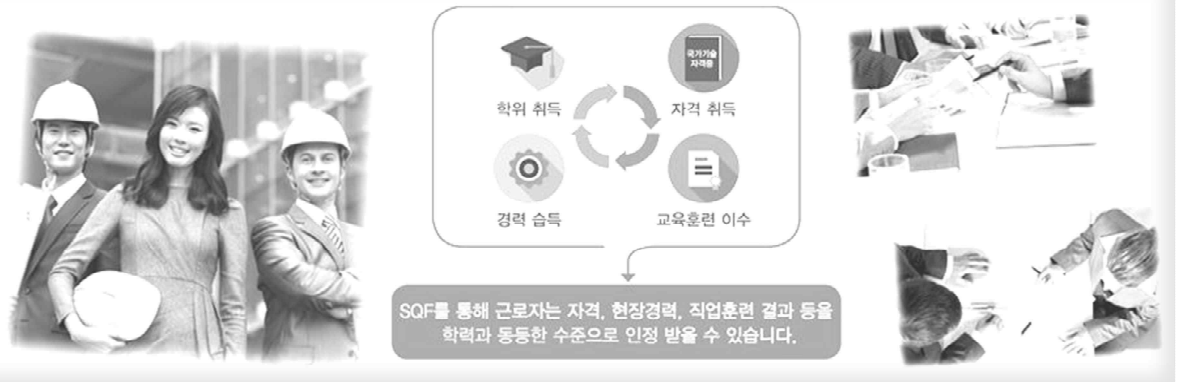 국가기술
자격증
학위 취득
자격 취득
경력 습득
교육훈련 이수
SQF를 통해 근로자는 자격, 현장경력, 직업훈련 결과 등을
학력과 동등한 수준으로 인정 받을 수 있습니다.